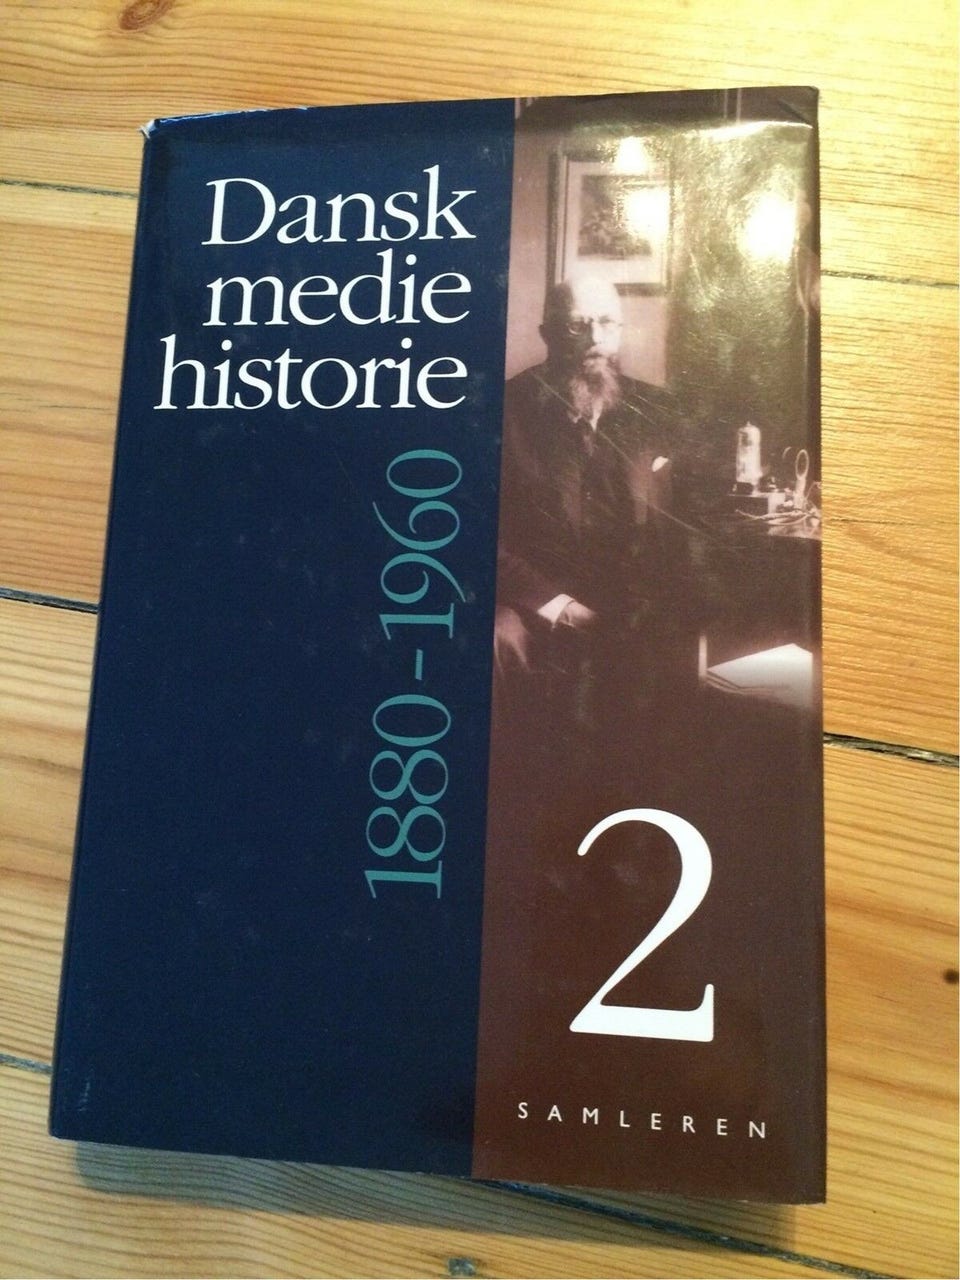 Dansk
medie
historie
1880-1960
2
SAMLEREN